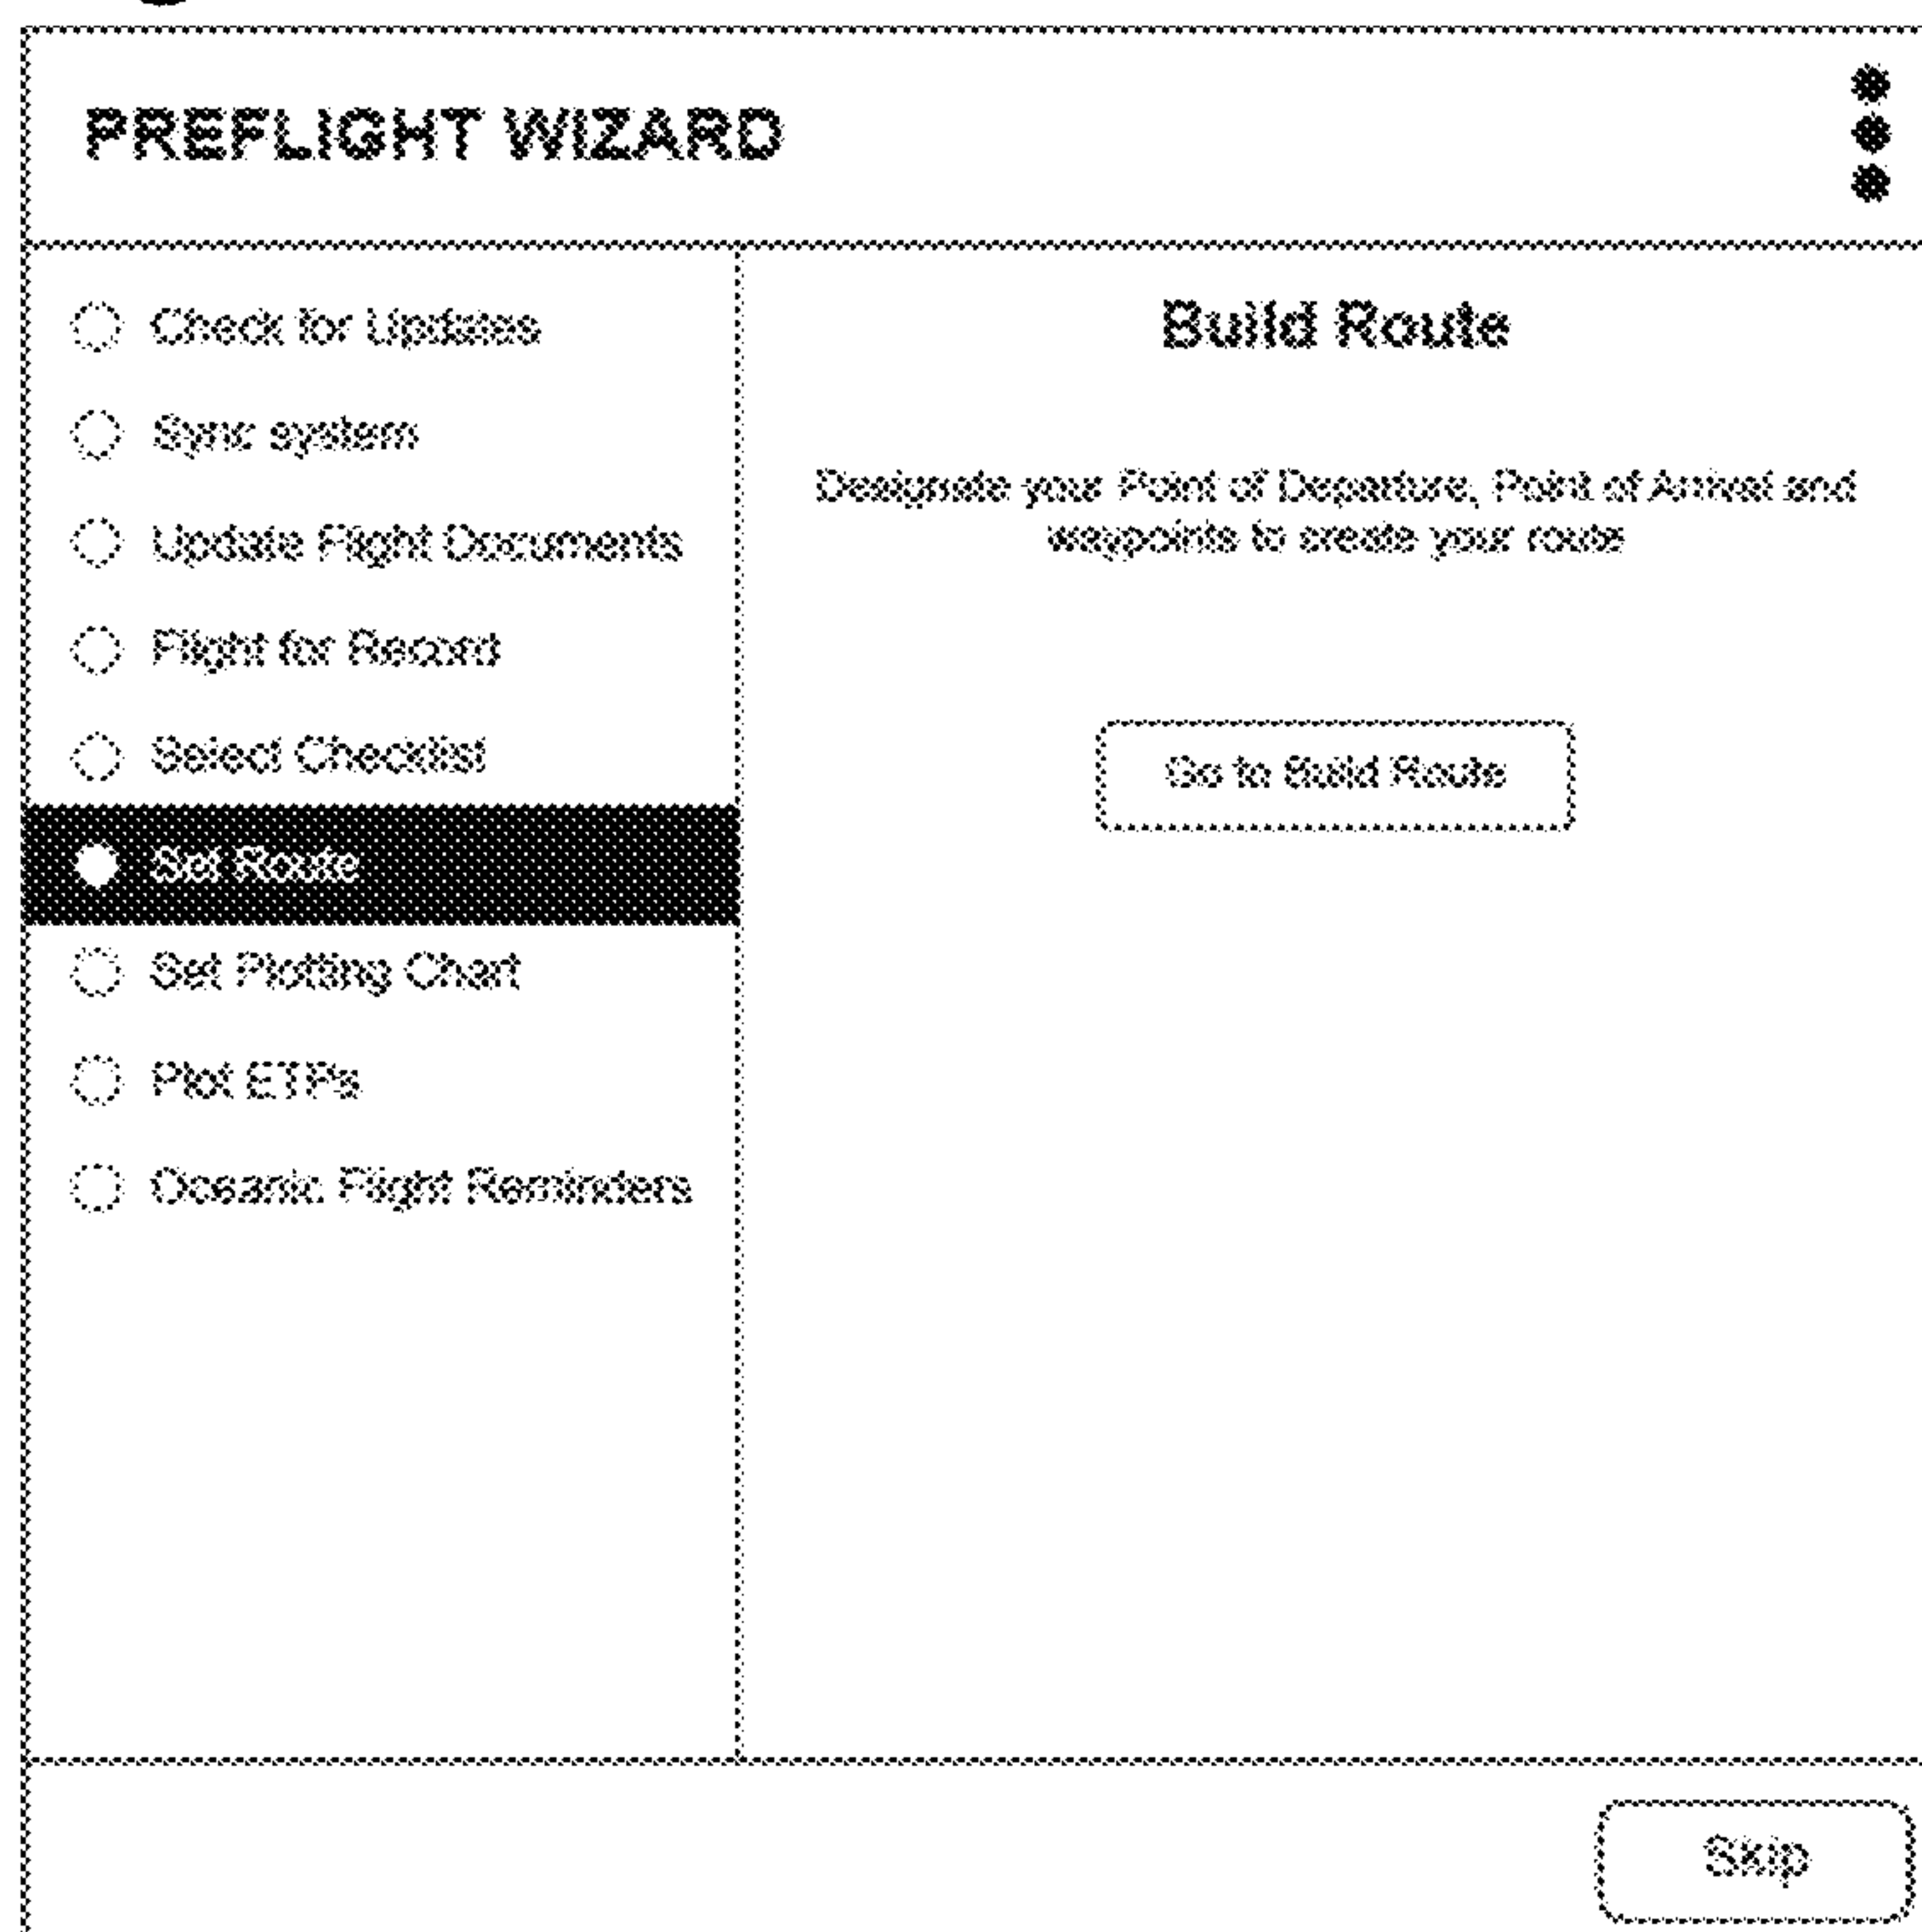 PREFLIGHT WIZARD
Check for Updates
Sync system
Update Flight Documents
Flight for Record
Select Checklist
Set Route
Set Plotting Chart
Plot ETPs
Oceanic Flight Reminders
Build Route
Designate your Point of Departure, Point of Arrival and
waypoints to create your route
Go to Build Route
Skip